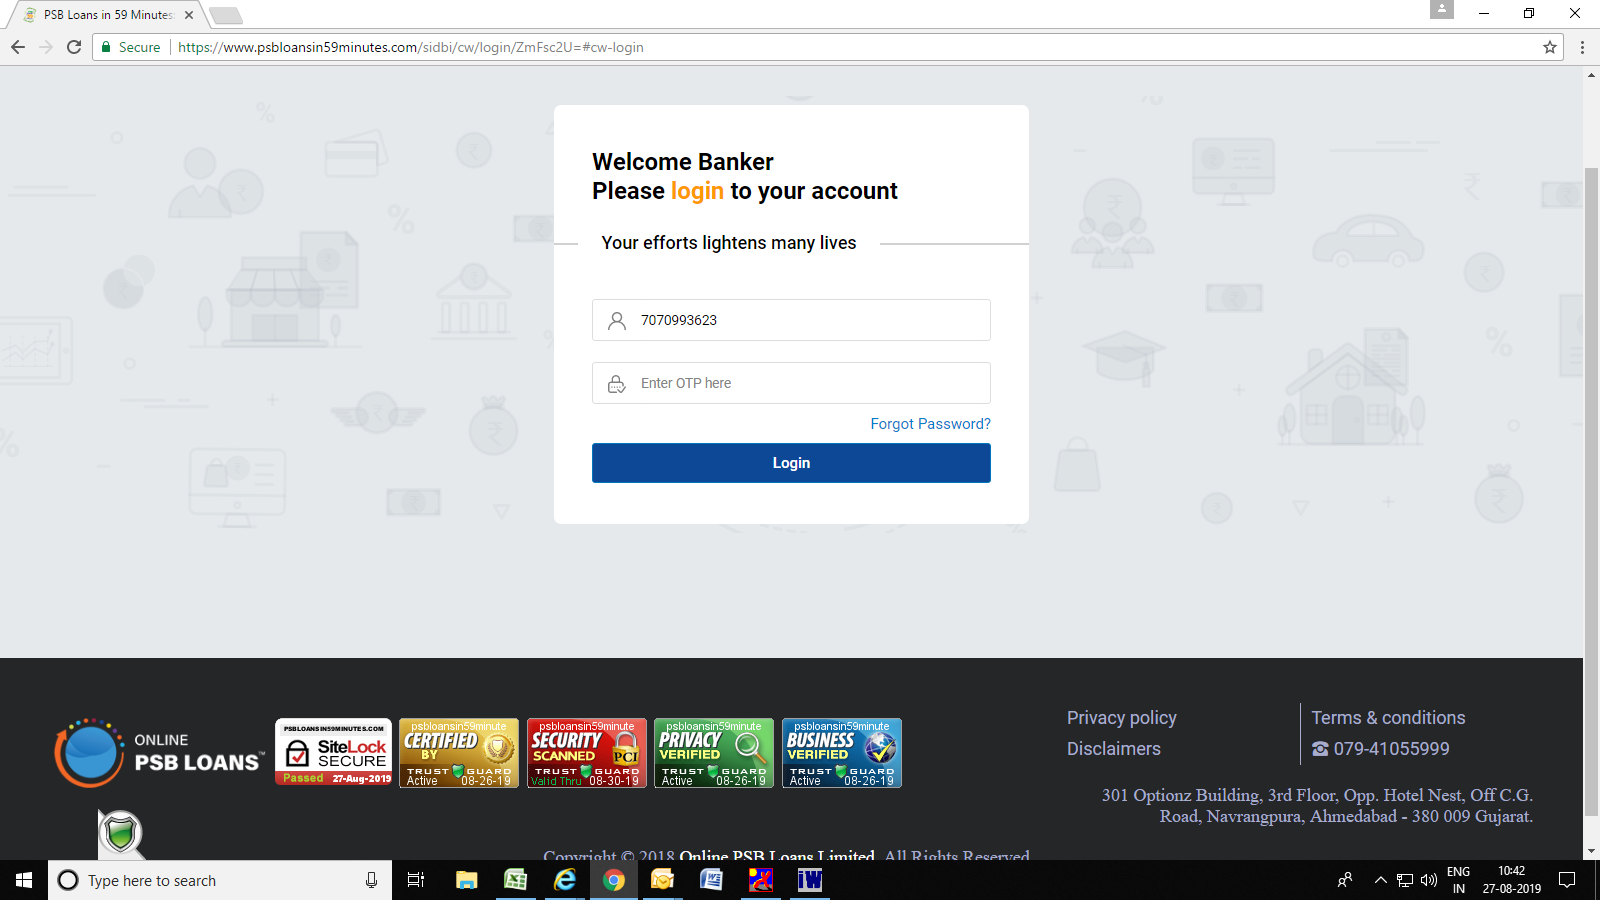 PSB Loans in 59 Minutes:
Secure
https://www.psbloansin59minutes.com/sidbi/cw/login/ZmFsc2U=#cw-login
Welcome Banker
Please login to your account
Your efforts lightens many lives
7070993623
Enter OTP here
Forgot Password?
Login
ONLINE
PSB LOANS™
PSBLOANSIN59MINUTES.COM
SiteLock
SECURE
Passed 27-Aug-2019
psbloansin59minute
CERTIFIED
BY
TRUST GUARD
Active 08-26-19
psbloansin59minute
SECURITY
SCANNED
PCI
TRUST GUARD
Valid Thru 08-30-19
psbloansin59minute
PRIVACY
VERIFIED
TRUST GUARD
Active 08-26-19
psbloansin59minute
BUSINESS
VERIFIED
TRUST GUARD
Active 08-26-19
Privacy policy
Terms & conditions
Disclaimers
079-41055999
301 Optionz Building, 3rd Floor, Opp. Hotel Nest, Off C.G.
Road, Navrangpura, Ahmedabad - 380 009 Gujarat.
Copyright © 2018 Online PSB Loans Limited. All Rights Reserved
Type here to search
ENG
IN
10:42
27-08-2019